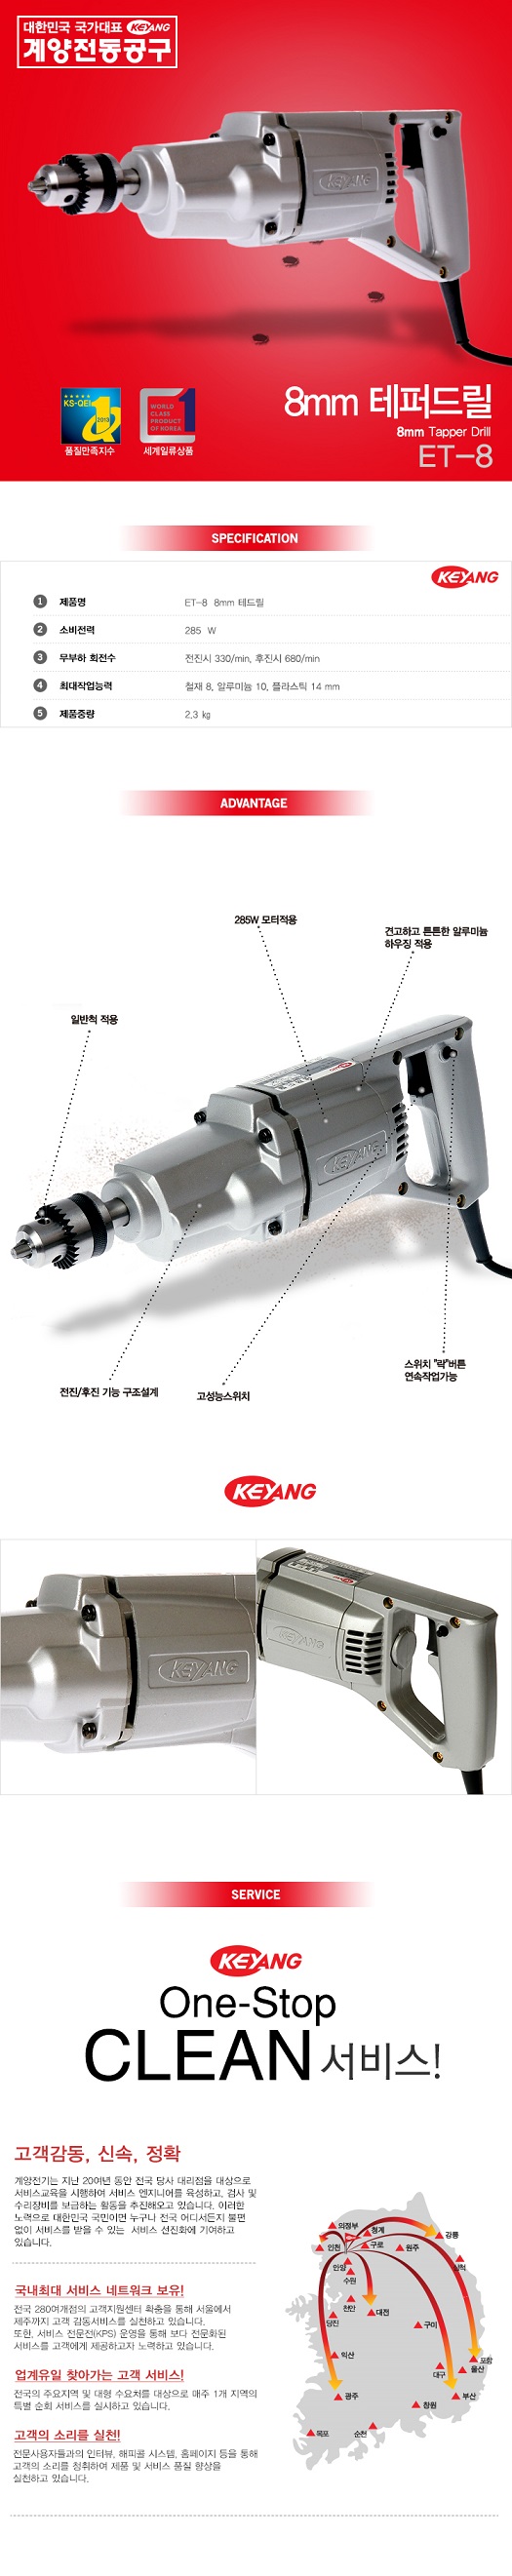 대한민국 국가대표 KEYANG
계양전동공구
KEYANG
KS-QEI
2013
품질만족지수
WORLD
CLASS
PRODUCT
OF KOREA
1
세계일류상품
8mm 테퍼드릴
8mm Tapper Drill
ET-8
SPECIFICATION
KEYANG
1 제품명 ET-8 8mm 테드릴
2 소비전력 285 W
3 무부하 회전수 전진시 330/min, 후진시 680/min
4 최대작업능력 철재 8, 알루미늄 10, 플라스틱 14 mm
5 제품중량 2.3 kg
ADVANTAGE
285W 모터적용
견고하고 튼튼한 알루미늄
하우징 적용
일반척 적용
KEYANG
스위치 "락"버튼
연속작업가능
전진/후진 기능 구조설계
고성능스위치
KEYANG
KEYANG
KEYANG
SERVICE
KEYANG
One-Stop
CLEAN 서비스!
고객감동, 신속, 정확
계양전기는 지난 20여년 동안 전국 당사 대리점을 대상으로
서비스교육을 시행하여 서비스 엔지니어를 육성하고, 검사 및
수리장비를 보급하는 활동을 추진해오고 있습니다. 이러한
노력으로 대한민국 국민이면 누구나 전국 어디서든지 불편
없이 서비스를 받을 수 있는 서비스 선진화에 기여하고
있습니다.
국내최대 서비스 네트워크 보유!
전국 280여개점의 고객지원센터 확충을 통해 서울에서
제주까지 고객 감동서비스를 실천하고 있습니다.
또한, 서비스 전문전(KPS) 운영을 통해 보다 전문화된
서비스를 고객에게 제공하고자 노력하고 있습니다.
업계유일 찾아가는 고객 서비스!
전국의 주요지역 및 대형 수요처를 대상으로 매주 1개 지역의
특별 순회 서비스를 실시하고 있습니다.
고객의 소리를 실천!
전문사용자들과의 인터뷰, 해피콜 시스템, 홈페이지 등을 통해
고객의 소리를 청취하여 제품 및 서비스 품질 향상을
실천하고 있습니다.
의정부
청계
강릉
인천
구로
원주
안양
수원
천안
대전
당진
구미
익산
포항
대구
울산
광주
부산
창원
목포
순천